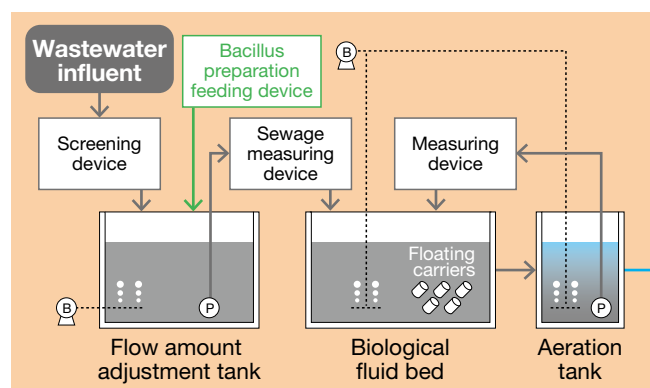 Wastewater
influent
Bacillus
preparation
feeding device
B
Screening
device
Sewage
measuring
device
Measuring
device
Floating
carriers
B
P
P
Flow amount
adjustment tank
Biological
fluid bed
Aeration
tank